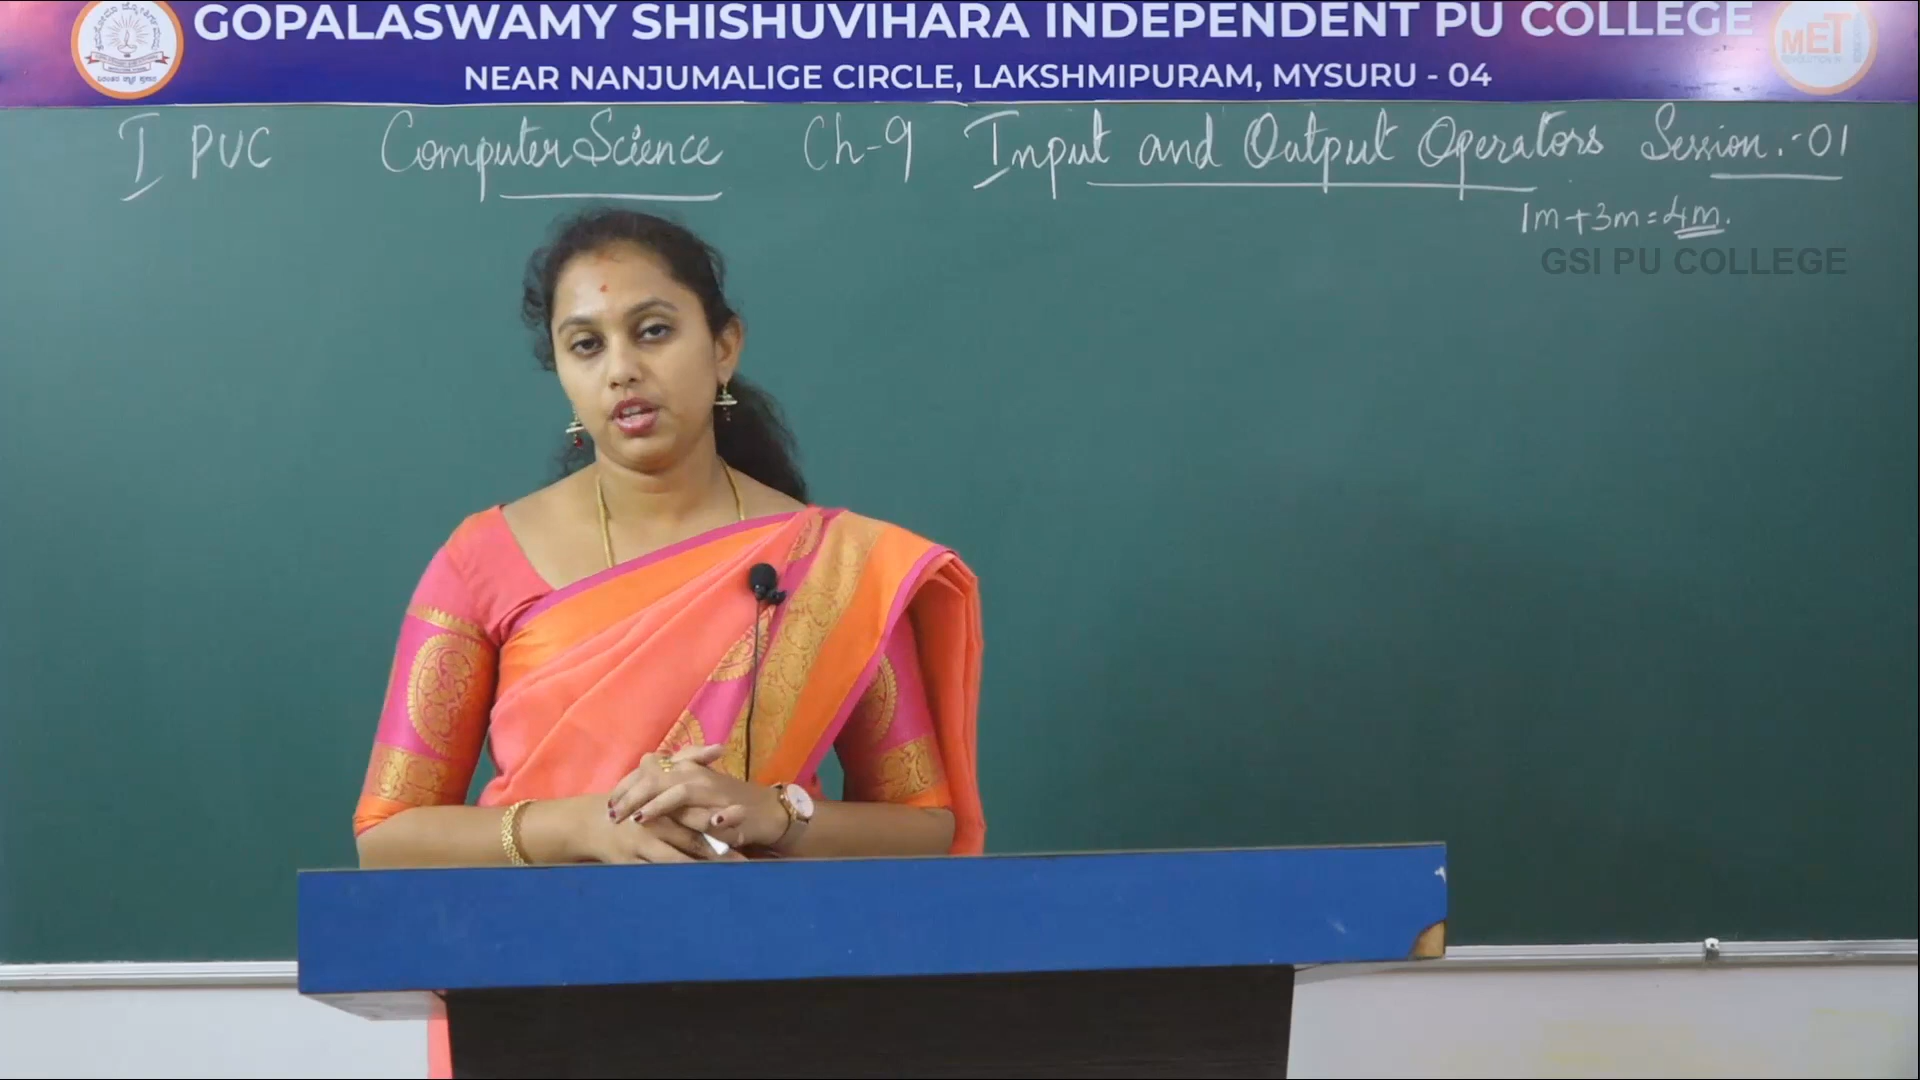 GOPALASWAMY SHISHUVIHARA INDEPENDENT PU COLLEGE
MET
NEAR NANJUMALIGE CIRCLE, LAKSHMIPURAM, MYSURU - 04
I PUC Computer Science Ch-9 Input and Output Operators Session:-01
1m+3m=4m.
GSI PU COLLEGE